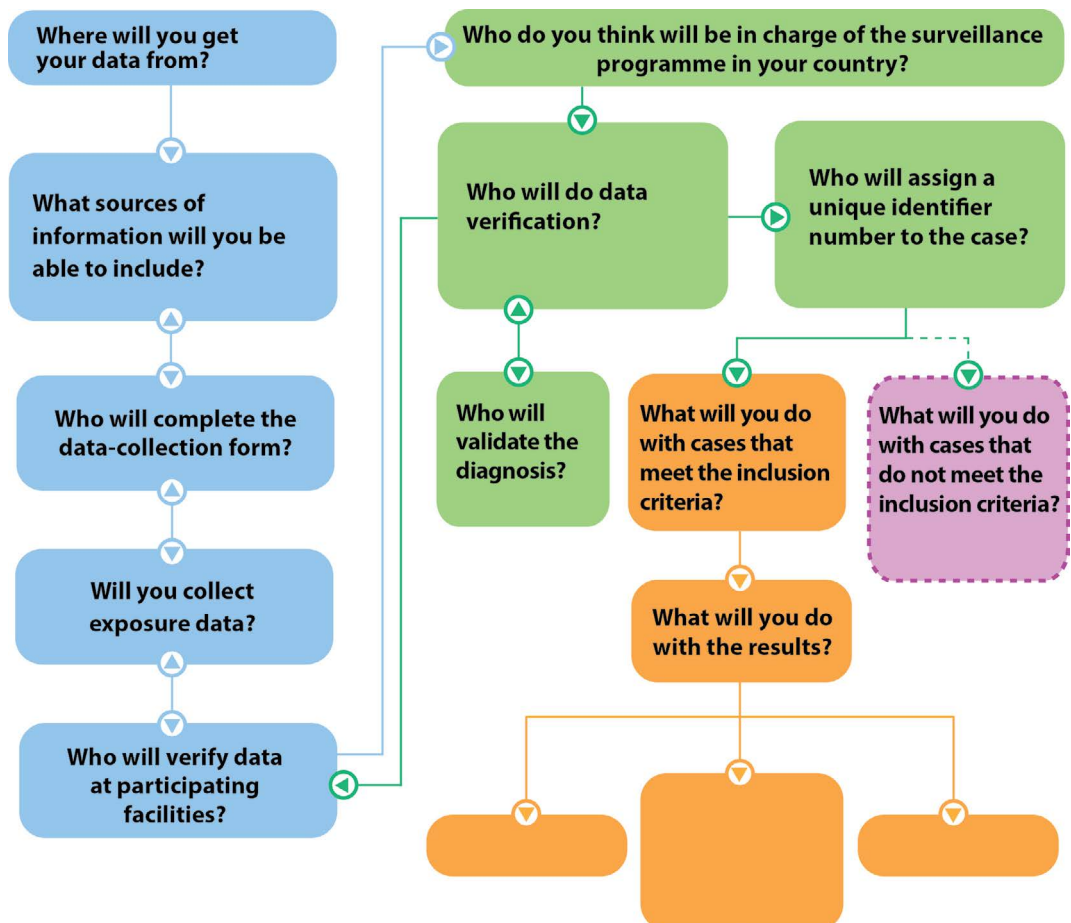 Where will you get
your data from?
What sources of
information will you be
able to include?
Who will complete the
data-collection form?
Will you collect
exposure data?
Who will verify data
at participating
facilities?
Who do you think will be in charge of the surveillance
programme in your country?
Who will do data
verification?
Who will assign a
unique identifier
number to the case?
Who will
validate the
diagnosis?
What will you do
with cases that
meet the inclusion
criteria?
What will you do
with cases that
do not meet the
inclusion criteria?
What will you do
with the results?